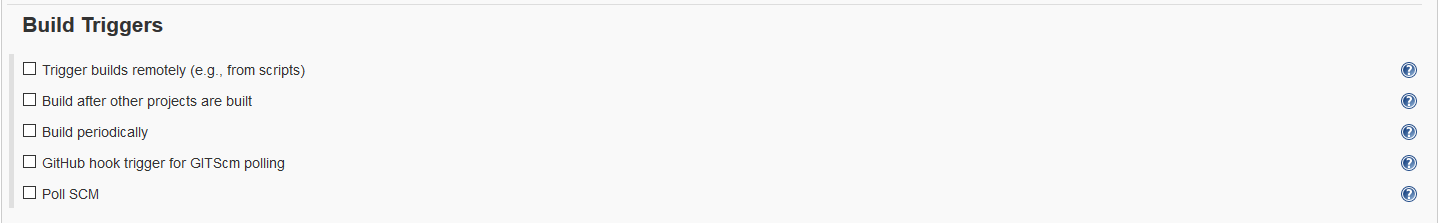 Build Triggers
Trigger builds remotely (e.g., from scripts)
Build after other projects are built
Build periodically
GitHub hook trigger for GITScm polling
Poll SCM